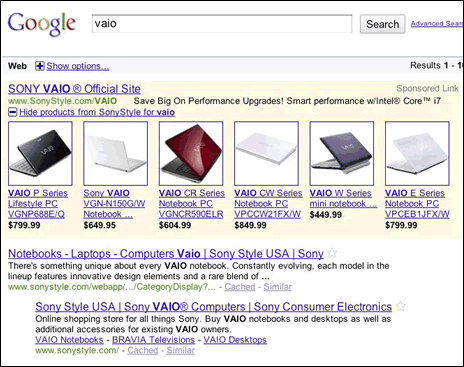 Google
vaio
Search
Advanced Sear
Web Show options...
Results 1 - 10
SONY VAIO ® Official Site
Sponsored Link
www.SonyStyle.com/VAIO Save Big On Performance Upgrades! Smart performance w/Intel® Core™ i7
Hide products from SonyStyle for vaio
VAIO P Series
Lifestyle PC
VGNP688E/Q
$799.99
Sony VAIO
VGN-N150G/W
Notebook ...
$649.95
VAIO CR Series
Notebook PC
VGNCR590ELR
$604.99
VAIO CW Series
Notebook PC
VPCCW21FX/W
$849.99
VAIO W Series
mini notebook ...
$449.99
VAIO E Series
Notebook PC
VPCEB1JFX/W
$799.99
Notebooks - Laptops - Computers Vaio | Sony Style USA | Sony
There's something unique about every VAIO notebook. Constantly evolving, each model in the
lineup features innovative design elements and a rare blend of ...
www.sonystyle.com/webapp/.../CategoryDisplay?... - Cached - Similar
Sony Style USA | Sony VAIO® Computers | Sony Consumer Electronics
Online shopping store for all things Sony. Buy VAIO notebooks and desktops as well as
additional accessories for existing VAIO owners.
VAIO Notebooks - BRAVIA Televisions - VAIO Desktops
www.sonystyle.com/ - Cached - Similar